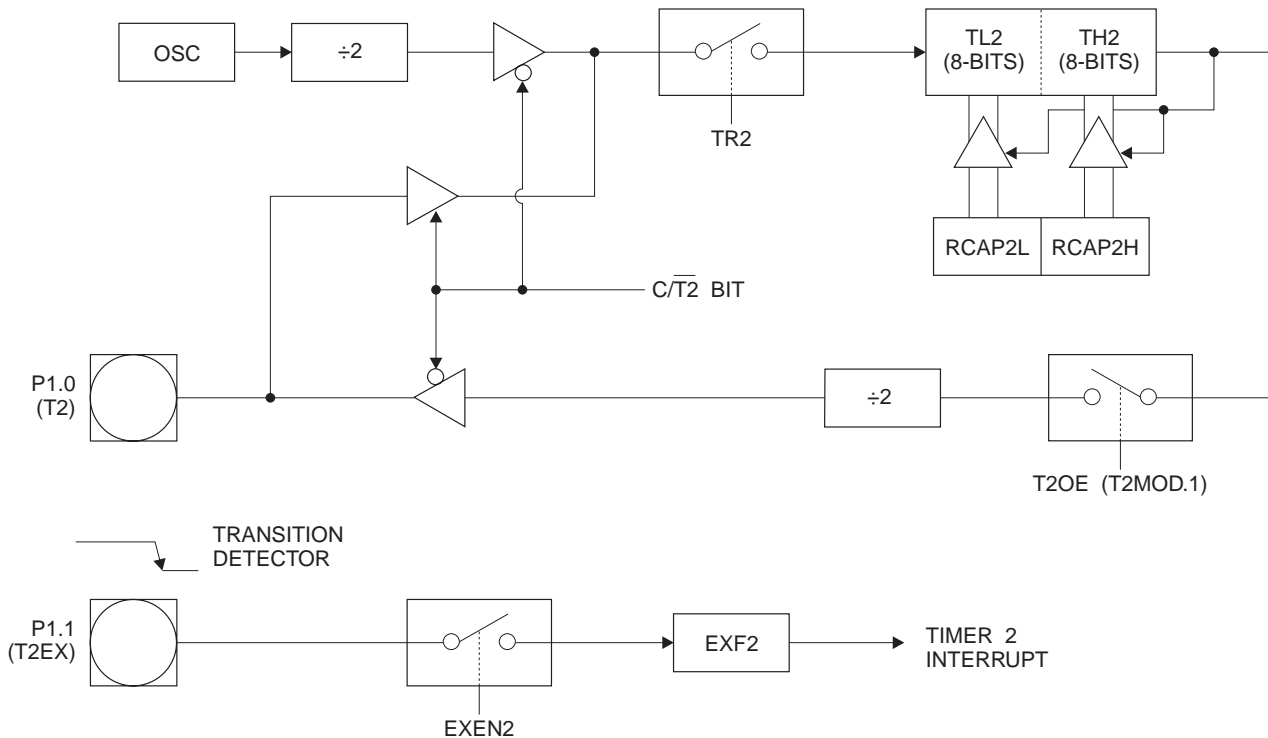 OSC
÷2
TR2
TL2
(8-BITS)
TH2
(8-BITS)
RCAP2L
RCAP2H
C/T̅2̅ BIT
P1.0
(T2)
÷2
T2OE (T2MOD.1)
TRANSITION
DETECTOR
P1.1
(T2EX)
EXEN2
EXF2
TIMER 2
INTERRUPT